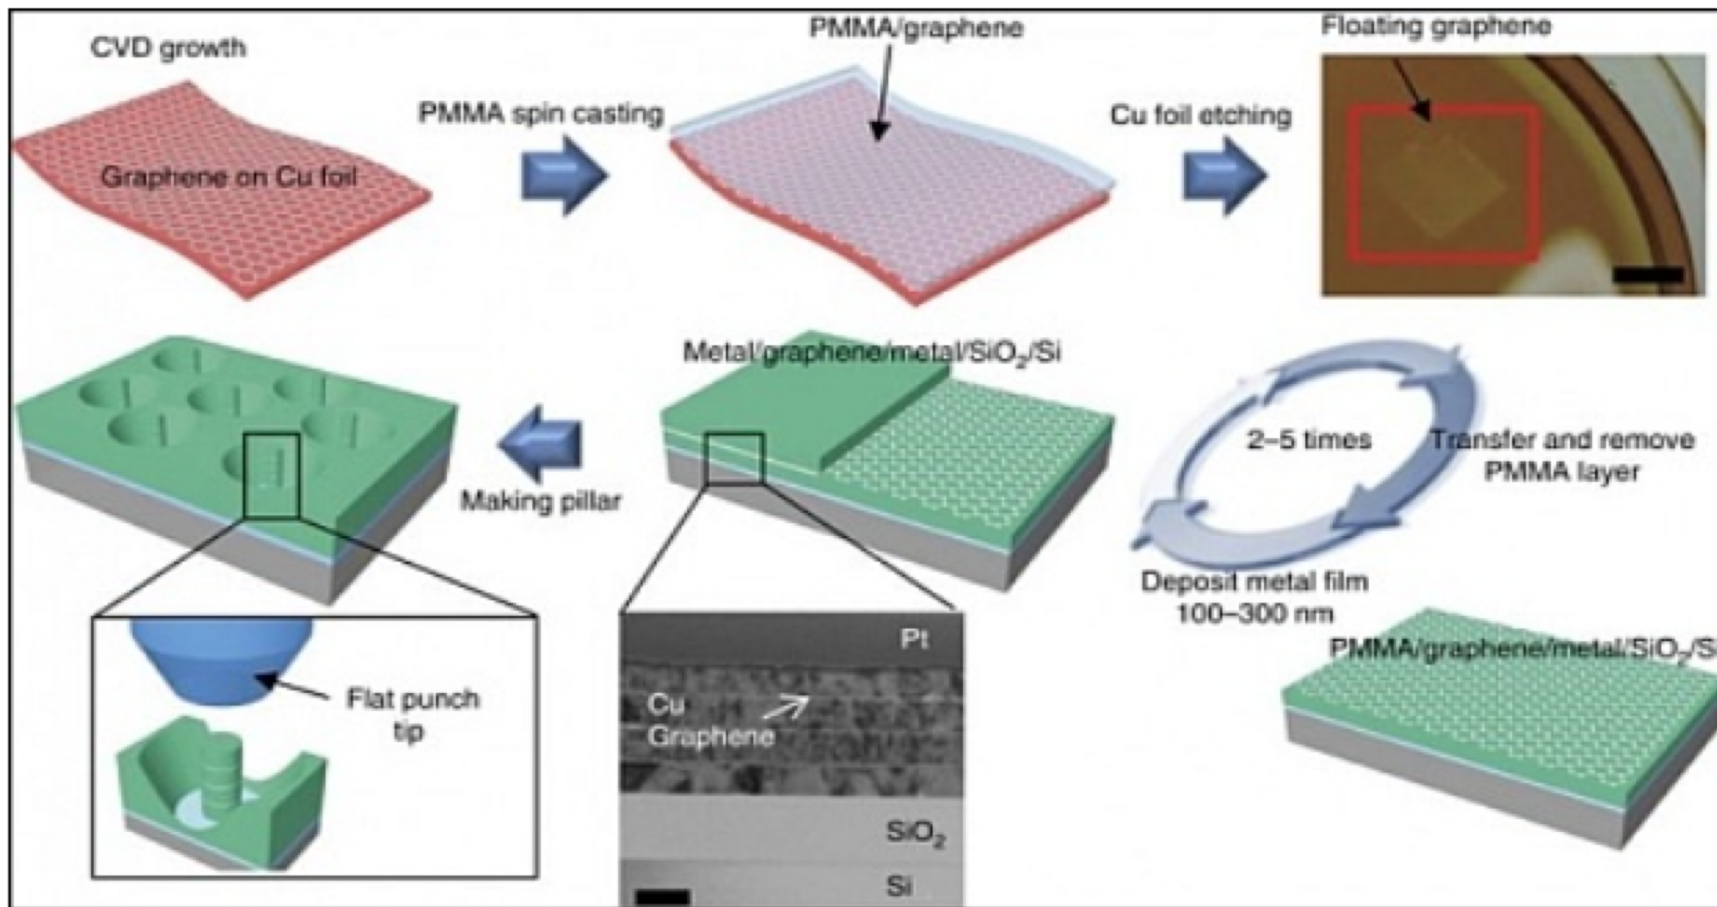 CVD growth
Graphene on Cu foil
PMMA spin casting
PMMA/graphene
Cu foil etching
Floating graphene
2–5 times
Transfer and remove
PMMA layer
Deposit metal film
100–300 nm
PMMA/graphene/metal/SiO₂/Si
Metal/graphene/metal/SiO₂/Si
Making pillar
Flat punch
tip
Pt
Cu
Graphene
SiO₂
Si